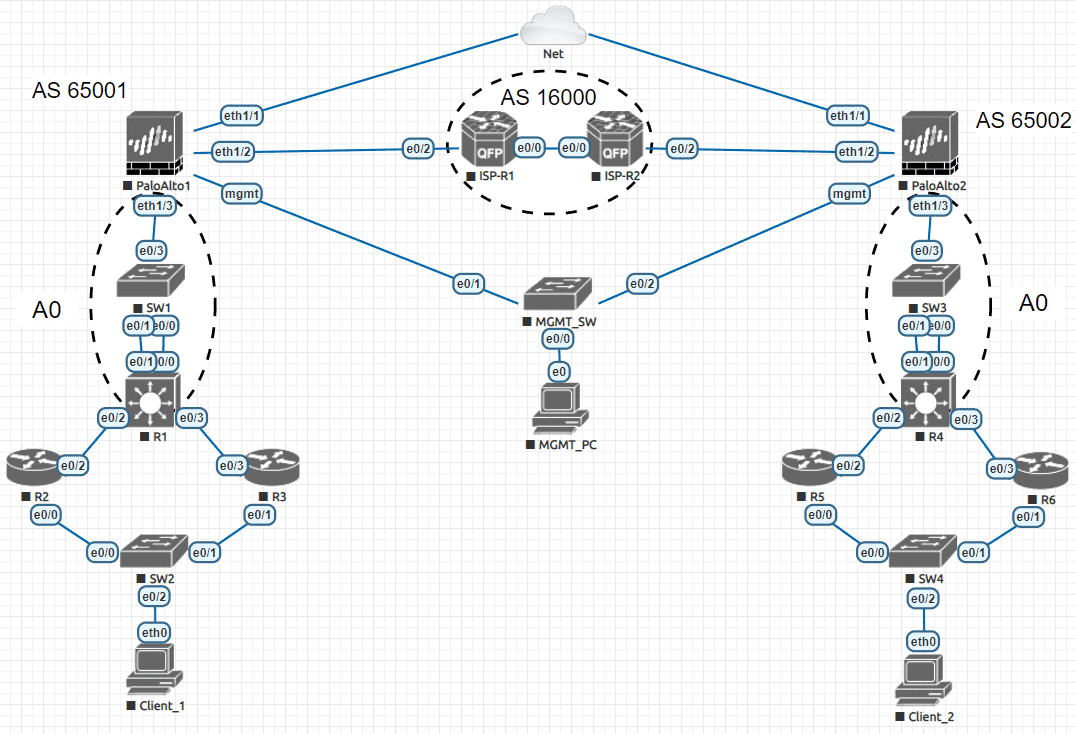 Net
AS 65001
AS 16000
AS 65002
eth1/1
eth1/1
eth1/2
e0/2
QFP
e0/0
e0/0
QFP
e0/2
eth1/2
ISP-R1
ISP-R2
PaloAlto1
PaloAlto2
mgmt
mgmt
eth1/3
eth1/3
e0/3
e0/3
e0/1
e0/2
A0
SW1
MGMT_SW
SW3
A0
e0/1
e0/0
e0/0
e0/1
e0/0
e0/1
0/0
e0
e0/1
0/0
e0/2
e0/3
e0/2
e0/3
R1
MGMT_PC
R4
e0/2
e0/3
e0/2
e0/3
R2
R3
R5
R6
e0/0
e0/1
e0/0
e0/1
e0/0
e0/1
e0/0
e0/1
SW2
SW4
e0/2
e0/2
eth0
eth0
Client_1
Client_2